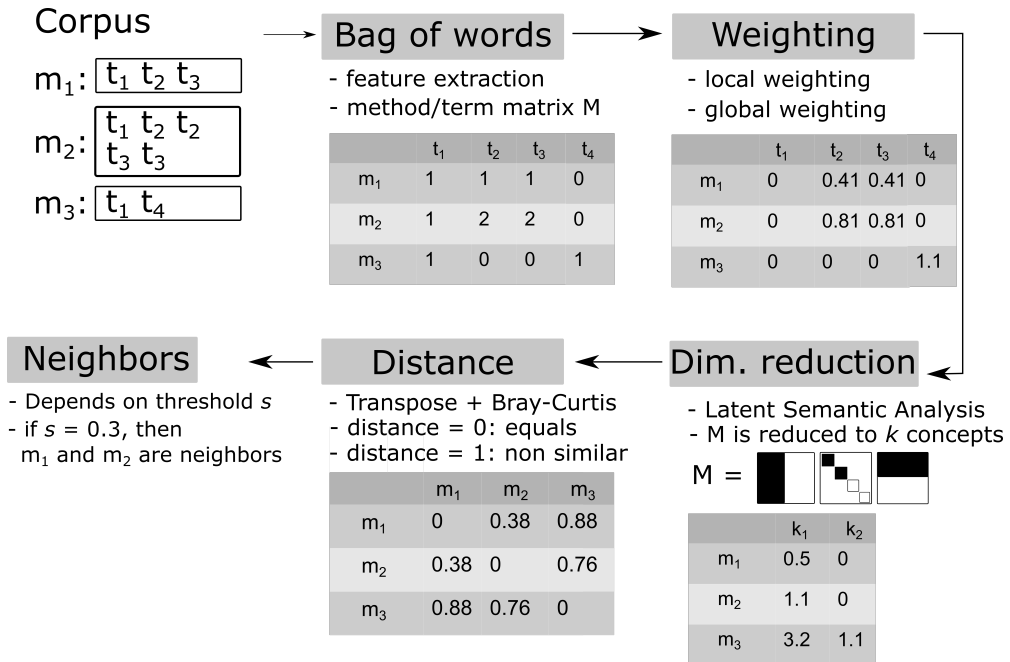 Corpus
m1: t1 t2 t3
m2: t1 t2 t2
t3 t3
m3: t1 t4
Bag of words
- feature extraction
- method/term matrix M
t1 t2 t3 t4
m1 1 1 1 0
m2 1 2 2 0
m3 1 0 0 1
Weighting
- local weighting
- global weighting
t1 t2 t3 t4
m1 0 0.41 0.41 0
m2 0 0.81 0.81 0
m3 0 0 0 1.1
Dim. reduction
- Latent Semantic Analysis
- M is reduced to k concepts
M =
k1 k2
m1 0.5 0
m2 1.1 0
m3 3.2 1.1
Distance
- Transpose + Bray-Curtis
- distance = 0: equals
- distance = 1: non similar
m1 m2 m3
m1 0 0.38 0.88
m2 0.38 0 0.76
m3 0.88 0.76 0
Neighbors
- Depends on threshold s
- if s = 0.3, then
m1 and m2 are neighbors